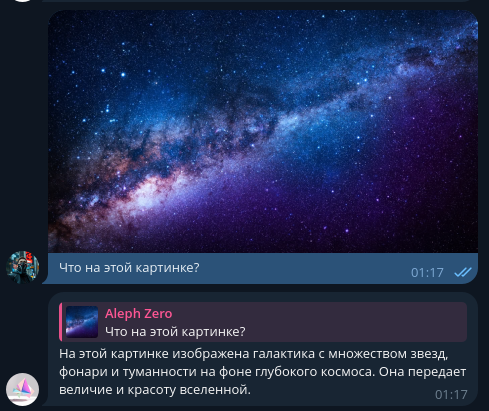 Что на этой картинке?
01:17
Aleph Zero
Что на этой картинке?
На этой картинке изображена галактика с множеством звезд,
фонари и туманности на фоне глубокого космоса. Она передает
величие и красоту вселенной.
01:17